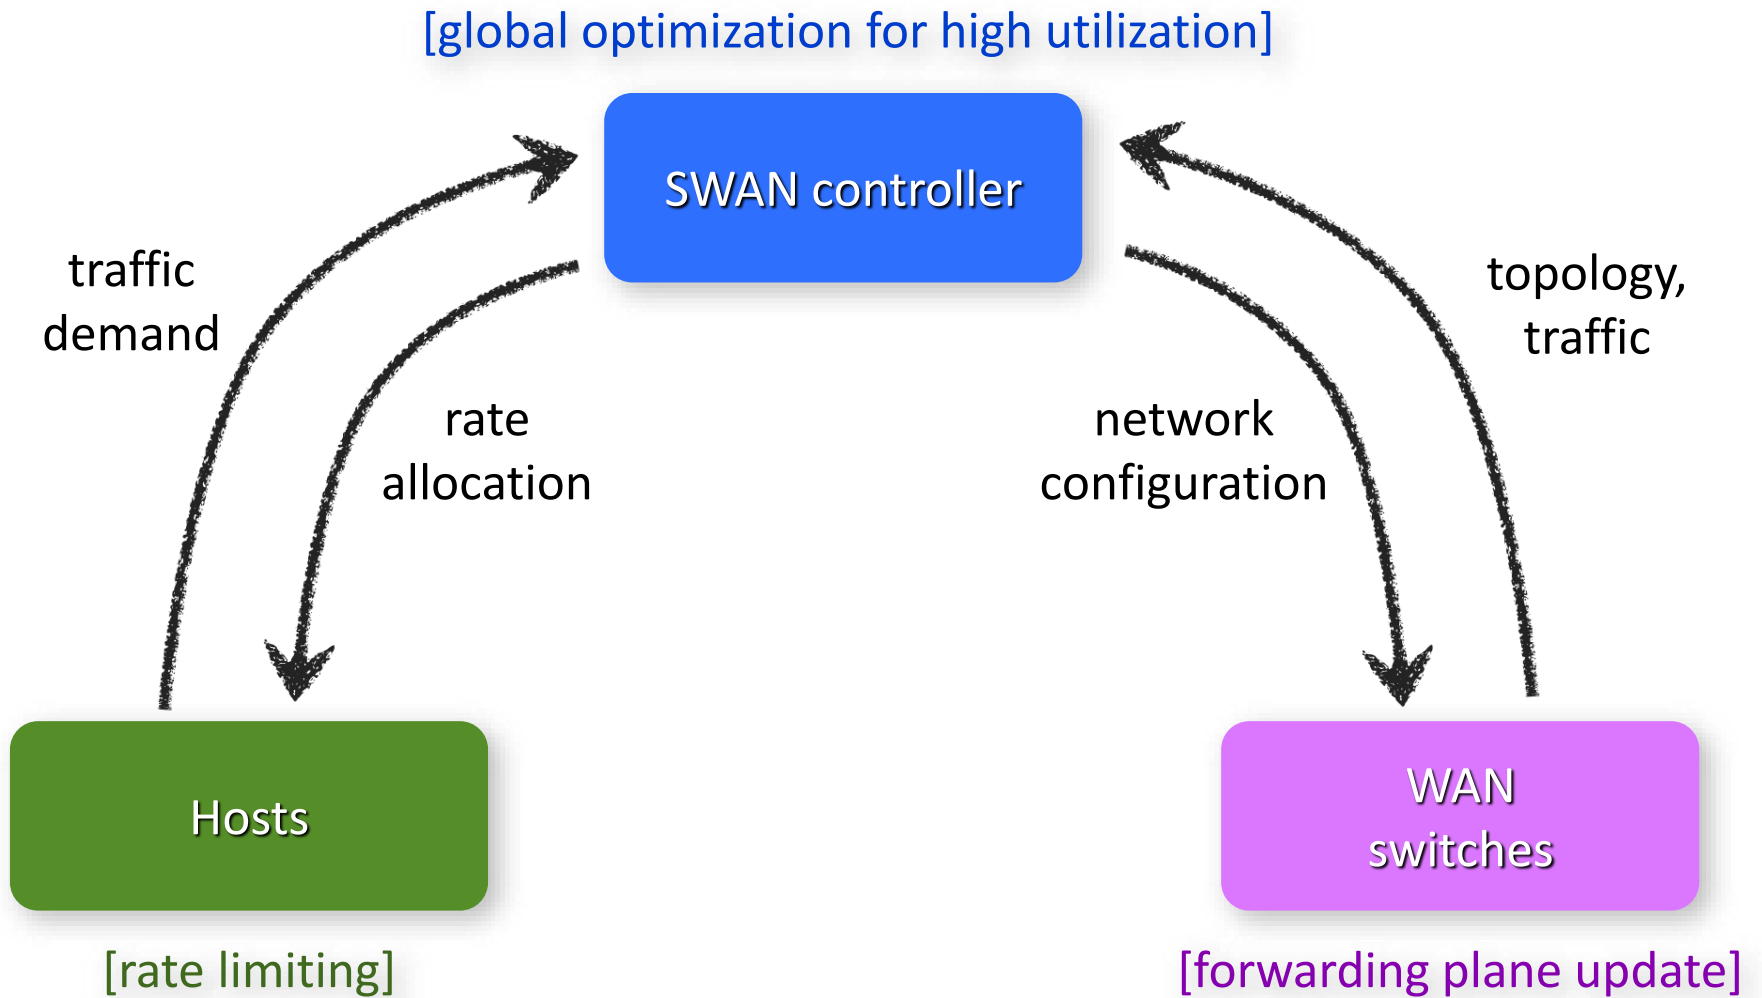 [global optimization for high utilization]
SWAN controller
traffic
demand
topology,
traffic
rate
allocation
network
configuration
Hosts
WAN
switches
[rate limiting]
[forwarding plane update]